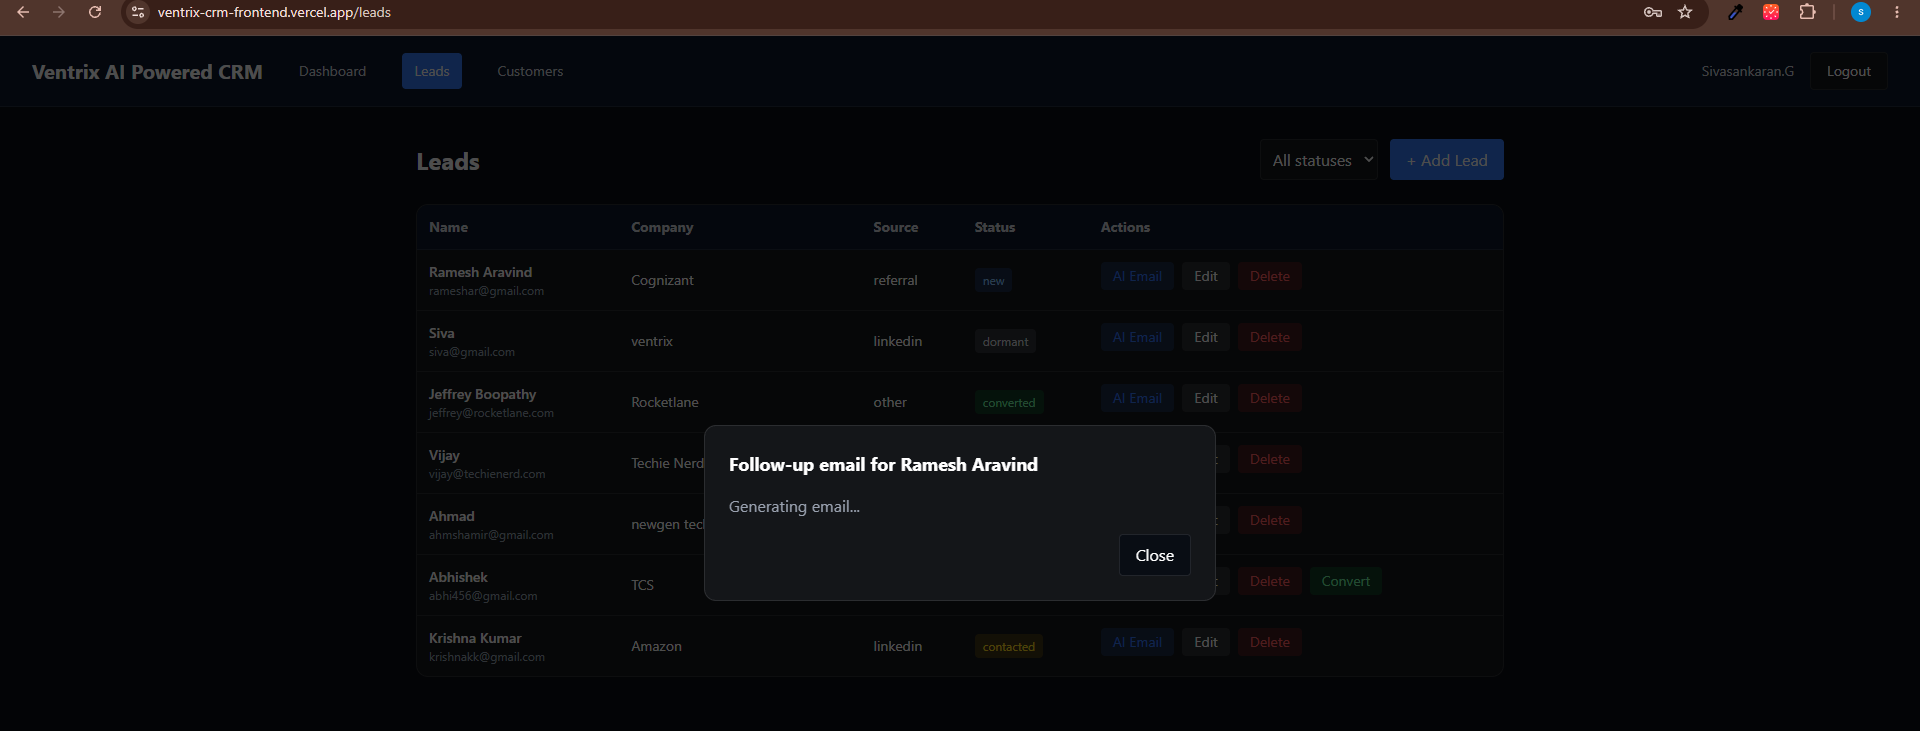 ventrix-crm-frontend.vercel.app/leads
S
Ventrix AI Powered CRM Dashboard Leads Customers Sivasankaran.G Logout
Leads All statuses + Add Lead
Name Company Source Status Actions
Ramesh Aravind
rameshar@gmail.com
Cognizant referral new AI Email Edit Delete
Siva
siva@gmail.com
ventrix linkedin dormant AI Email Edit Delete
Jeffrey Boopathy
jeffrey@rocketlane.com
Rocketlane other converted AI Email Edit Delete
Vijay
vijay@techienerd.com
Techie Nerd Delete
Ahmad
ahmshamir@gmail.com
newgen Delete
Abhishek
abhi456@gmail.com
TCS Delete Convert
Krishna Kumar
krishnakk@gmail.com
Amazon linkedin contacted AI Email Edit Delete
Follow-up email for Ramesh Aravind
Generating email...
Close